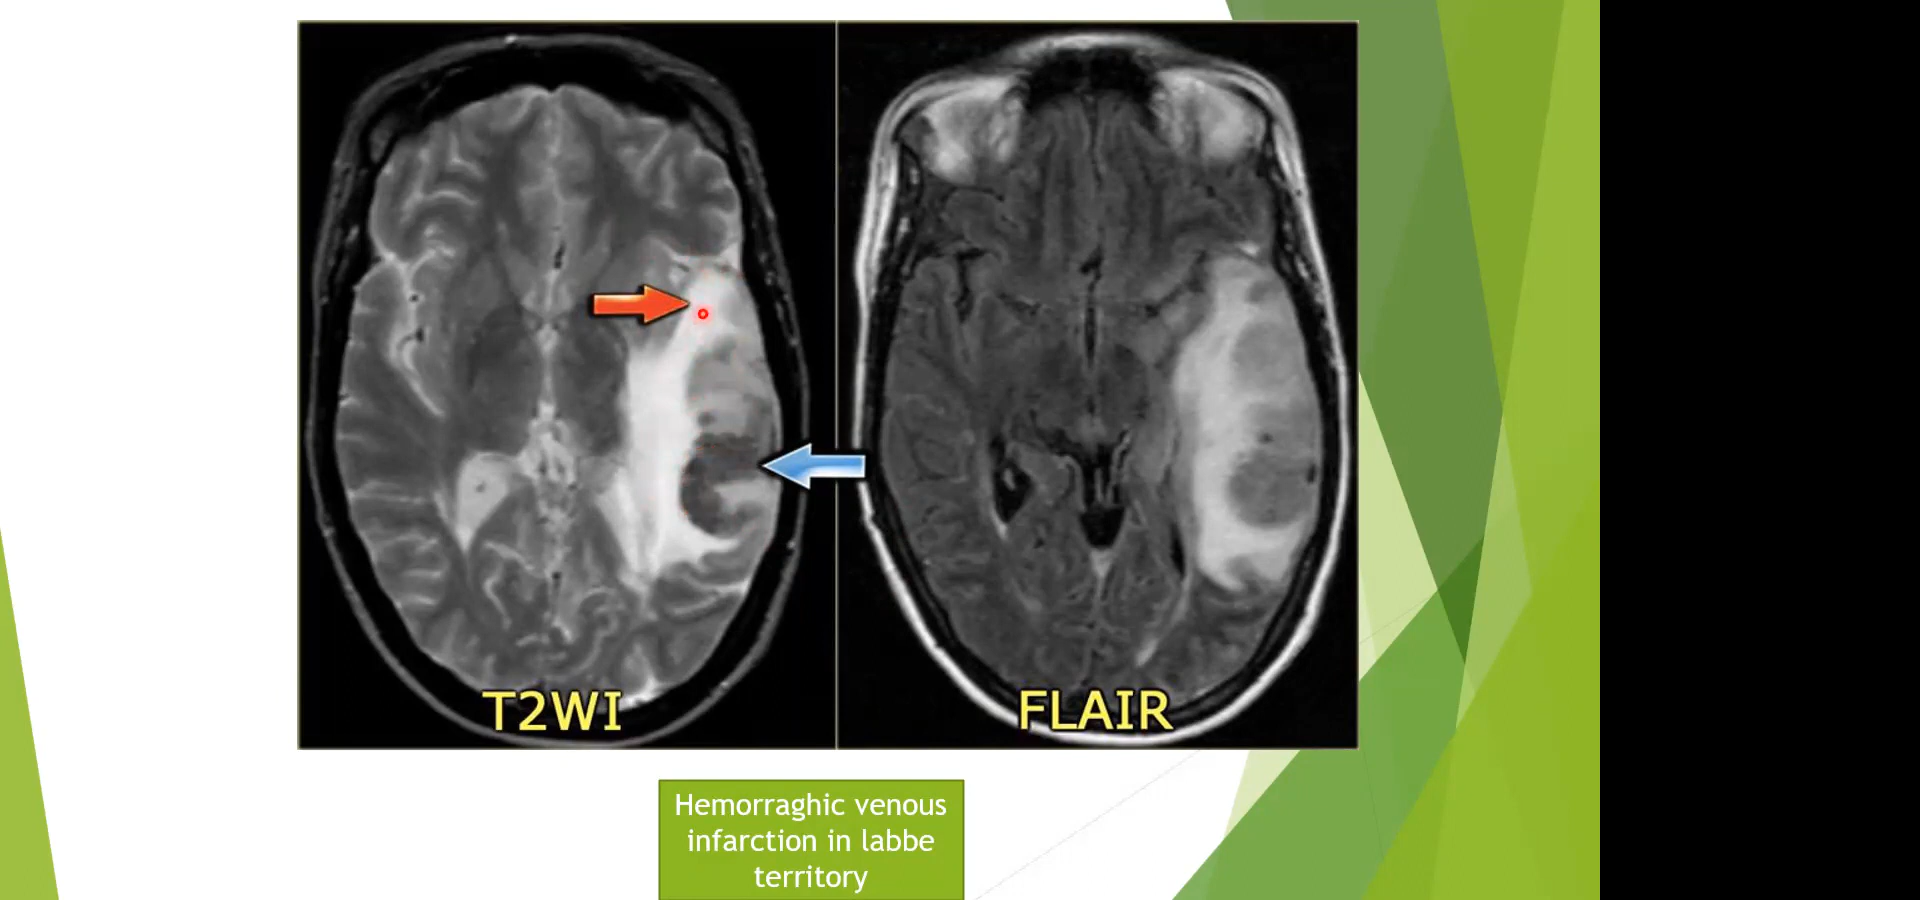 T2WI
FLAIR
Hemorraghic venous
infarction in labbe
territory